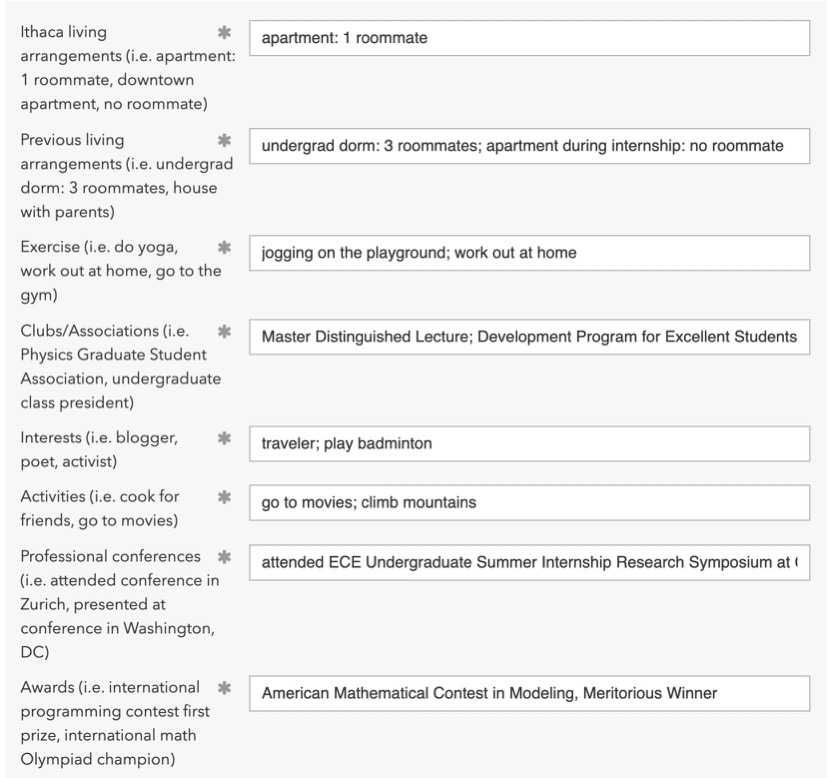 Ithaca living *
arrangements (i.e. apartment:
1 roommate, downtown
apartment, no roommate)
apartment: 1 roommate
Previous living *
arrangements (i.e. undergrad
dorm: 3 roommates, house
with parents)
undergrad dorm: 3 roommates; apartment during internship: no roommate
Exercise (i.e. do yoga, *
work out at home, go to the
gym)
jogging on the playground; work out at home
Clubs/Associations (i.e. *
Physics Graduate Student
Association, undergraduate
class president)
Master Distinguished Lecture; Development Program for Excellent Students
Interests (i.e. blogger, *
poet, activist)
traveler; play badminton
Activities (i.e. cook for *
friends, go to movies)
go to movies; climb mountains
Professional conferences *
(i.e. attended conference in
Zurich, presented at
conference in Washington,
DC)
attended ECE Undergraduate Summer Internship Research Symposium at
Awards (i.e. international *
programming contest first
prize, international math
Olympiad champion)
American Mathematical Contest in Modeling, Meritorious Winner